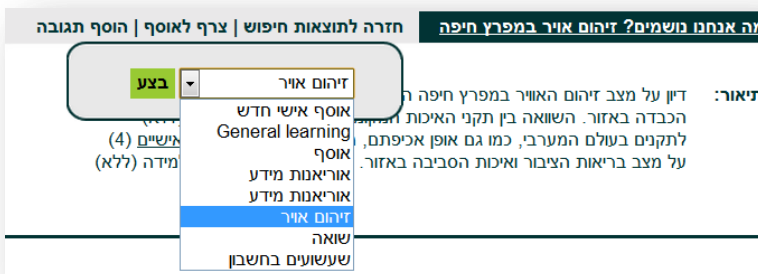 מה אנחנו נושמים? זיהום אויר במפרץ חיפה
חזרה לתוצאות חיפוש | צרף לאוסף | הוסף תגובה
זיהום אויר
בצע
תיאור:
דיון על מצב זיהום האוויר במפרץ חיפה
הכבדה באזור. השוואה בין תקני האיכות
לתקנים בעולם המערבי, כמו גם אופן אכיפתם,
אישיים (4)
על מצב בריאות הציבור ואיכות הסביבה באזור.
למידה (ללא)
אוסף אישי חדש
General learning
אוסף
אוריאנות מידע
אוריאנות מידע
זיהום אויר
שואה
שעשועים בחשבון